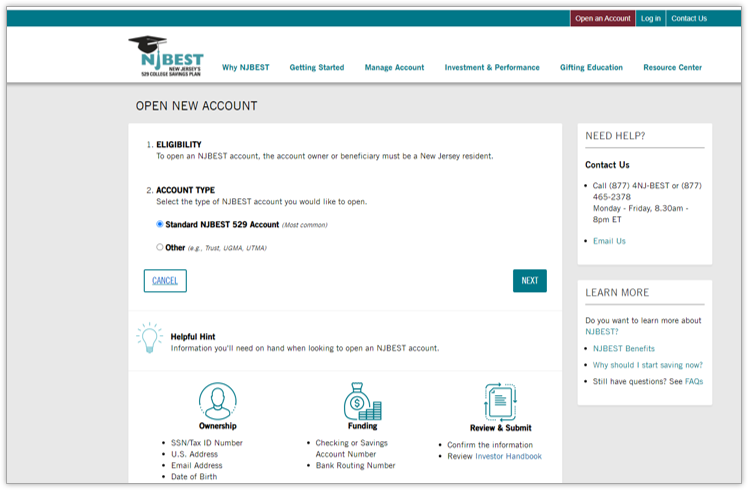 Open an Account Log in Contact Us
NJBEST
NEW JERSEY'S
529 COLLEGE SAVINGS PLAN
Why NJBEST Getting Started Manage Account Investment & Performance Gifting Education Resource Center
OPEN NEW ACCOUNT
1. ELIGIBILITY
To open an NJBEST account, the account owner or beneficiary must be a New Jersey resident.
2. ACCOUNT TYPE
Select the type of NJBEST account you would like to open.
Standard NJBEST 529 Account (Most common)
Other (e.g., Trust, UGMA, UTMA)
CANCEL NEXT
Helpful Hint
Information you'll need on hand when looking to open an NJBEST account.
Ownership
• SSN/Tax ID Number
• U.S. Address
• Email Address
• Date of Birth
Funding
• Checking or Savings
Account Number
• Bank Routing Number
Review & Submit
• Confirm the information
• Review Investor Handbook
NEED HELP?
Contact Us
• Call (877) 4NJ-BEST or (877)
465-2378
Monday - Friday, 8.30am -
8pm ET
• Email Us
LEARN MORE
Do you want to learn more about
NJBEST?
• NJBEST Benefits
• Why should I start saving now?
• Still have questions? See FAQs